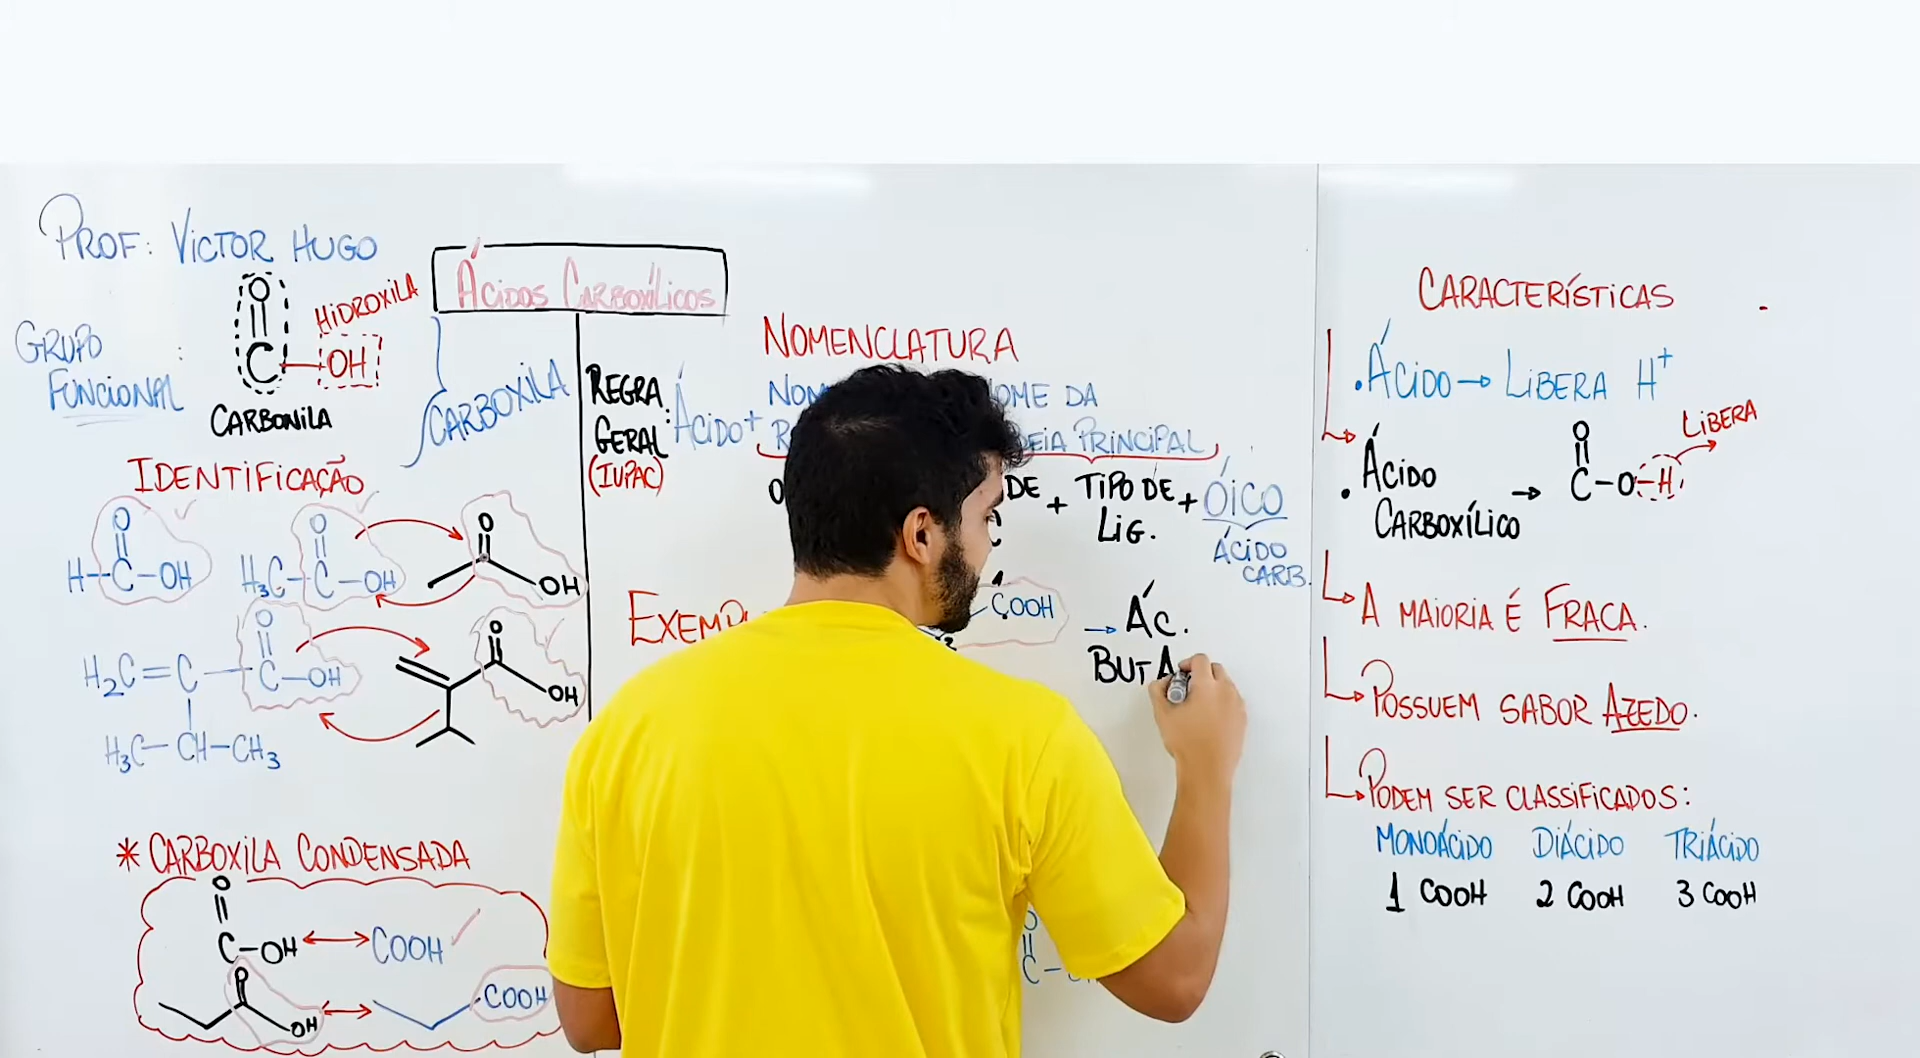 PROF: VICTOR HUGO
GRUPO
FUNCIONAL :
O
C
OH
HIDROXILA
CARBONILA
CARBOXILA
ÁCIDOS CARBOXÍLICOS
IDENTIFICAÇÃO
O
H-C-OH
O
H3C-C-OH
O
OH
O
H2C=C-C-OH
H3C-CH-CH3
O
OH
* CARBOXILA CONDENSADA
O
C-OH
COOH
O
OH
COOH
NOMENCLATURA
REGRA
GERAL :
(IUPAC)
ÁCIDO +
OME DA
PRINCIPAL
DE + TIPO DE + ÓICO
LIG.
ÁCIDO
CARB.
COOH
→ ÁC.
BUTA
O
C
CARACTERÍSTICAS
. ÁCIDO → LIBERA H+
. ÁCIDO
CARBOXÍLICO →
O
C-O-H
LIBERA
A MAIORIA É FRACA.
POSSUEM SABOR AZEDO.
PODEM SER CLASSIFICADOS:
MONOÁCIDO DIÁCIDO TRIÁCIDO
1 COOH 2 COOH 3 COOH